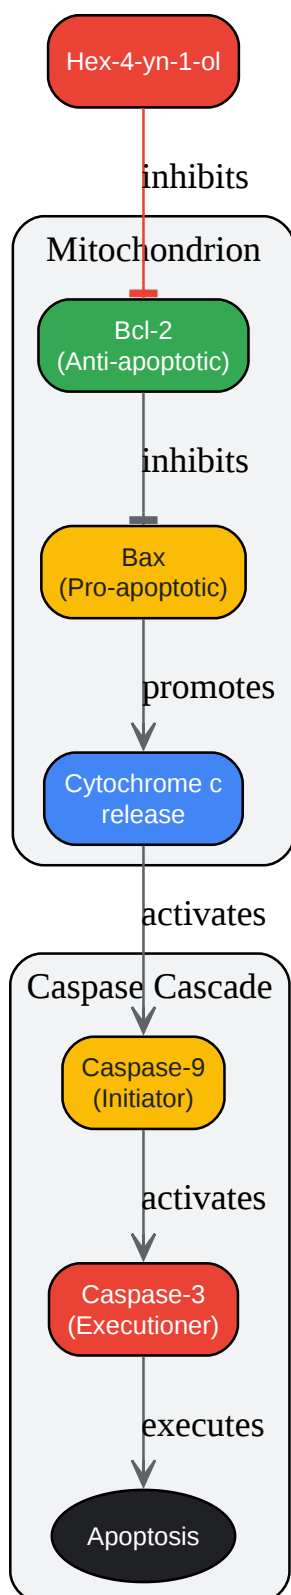 Hex-4-yn-1-ol
inhibits
Mitochondrion
Bcl-2
(Anti-apoptotic)
inhibits
Bax
(Pro-apoptotic)
promotes
Cytochrome c
release
activates
Caspase Cascade
Caspase-9
(Initiator)
activates
Caspase-3
(Executioner)
executes
Apoptosis